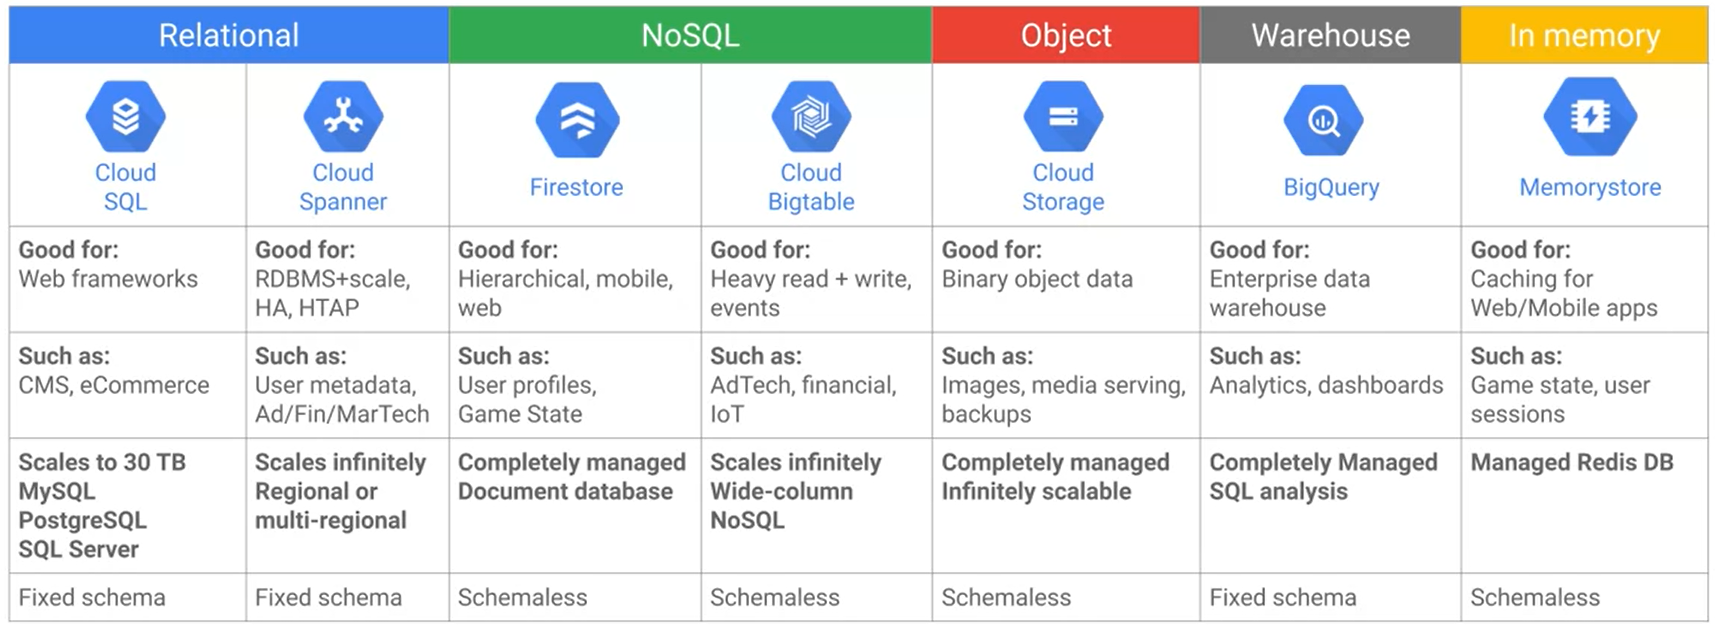 Relational
NoSQL
Object
Warehouse
In memory
Cloud
SQL
Cloud
Spanner
Firestore
Cloud
Bigtable
Cloud
Storage
BigQuery
Memorystore
Good for:
Web frameworks
Good for:
RDBMS+scale,
HA, HTAP
Good for:
Hierarchical, mobile,
web
Good for:
Heavy read + write,
events
Good for:
Binary object data
Good for:
Enterprise data
warehouse
Good for:
Caching for
Web/Mobile apps
Such as:
CMS, eCommerce
Such as:
User metadata,
Ad/Fin/MarTech
Such as:
User profiles,
Game State
Such as:
AdTech, financial,
IoT
Such as:
Images, media serving,
backups
Such as:
Analytics, dashboards
Such as:
Game state, user
sessions
Scales to 30 TB
MySQL
PostgreSQL
SQL Server
Scales infinitely
Regional or
multi-regional
Completely managed
Document database
Scales infinitely
Wide-column
NoSQL
Completely managed
Infinitely scalable
Completely Managed
SQL analysis
Managed Redis DB
Fixed schema
Fixed schema
Schemaless
Schemaless
Schemaless
Fixed schema
Schemaless